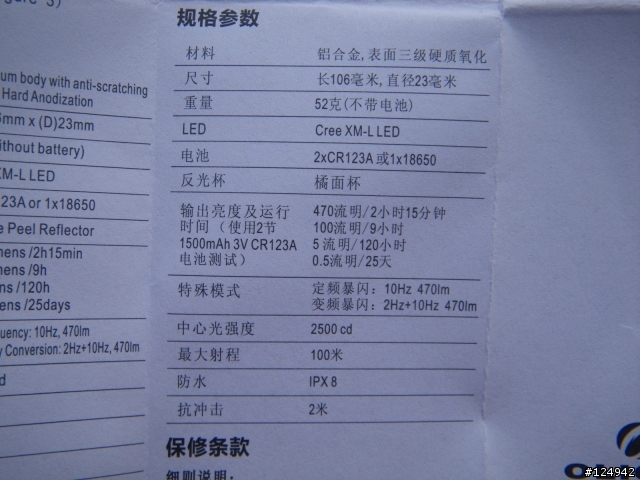 3)
um body with anti-scratching
Hard Anodization
mm x (D)23mm
without battery)
XM-L LED
23A or 1x18650
e Peel Reflector
mens /2h15min
ens /9h
ns /120h
ens /25days
uency: 10Hz, 470lm
y Conversion: 2Hz+10Hz, 470lm
d
规格参数
材料 铝合金,表面三级硬质氧化
尺寸 长106毫米,直径23毫米
重量 52克(不带电池)
LED Cree XM-L LED
电池 2xCR123A 或1x18650
反光杯 橘面杯
输出亮度及运行 470流明/2小时15分钟
时间（使用2节 100流明/9小时
1500mAh 3V CR123A 5 流明/120小时
电池测试） 0.5流明/25天
特殊模式 定频暴闪：10Hz 470lm
变频暴闪：2Hz+10Hz 470lm
中心光强度 2500 cd
最大射程 100米
防水 IPX 8
抗冲击 2米
保修条款
细则说明：
#124942